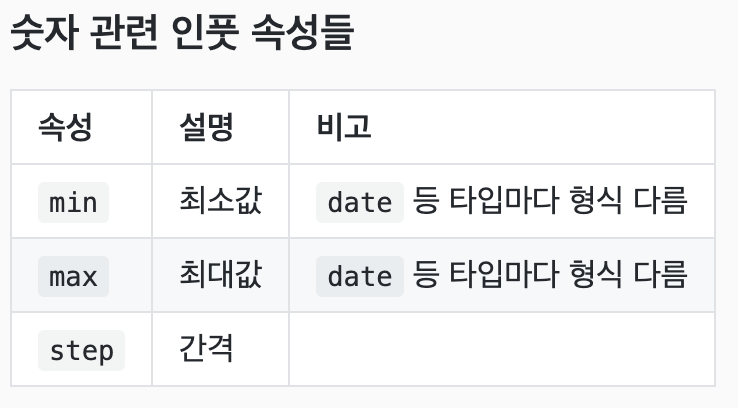 숫자 관련 인풋 속성들
속성 설명 비고
min 최소값 date 등 타입마다 형식 다름
max 최대값 date 등 타입마다 형식 다름
step 간격